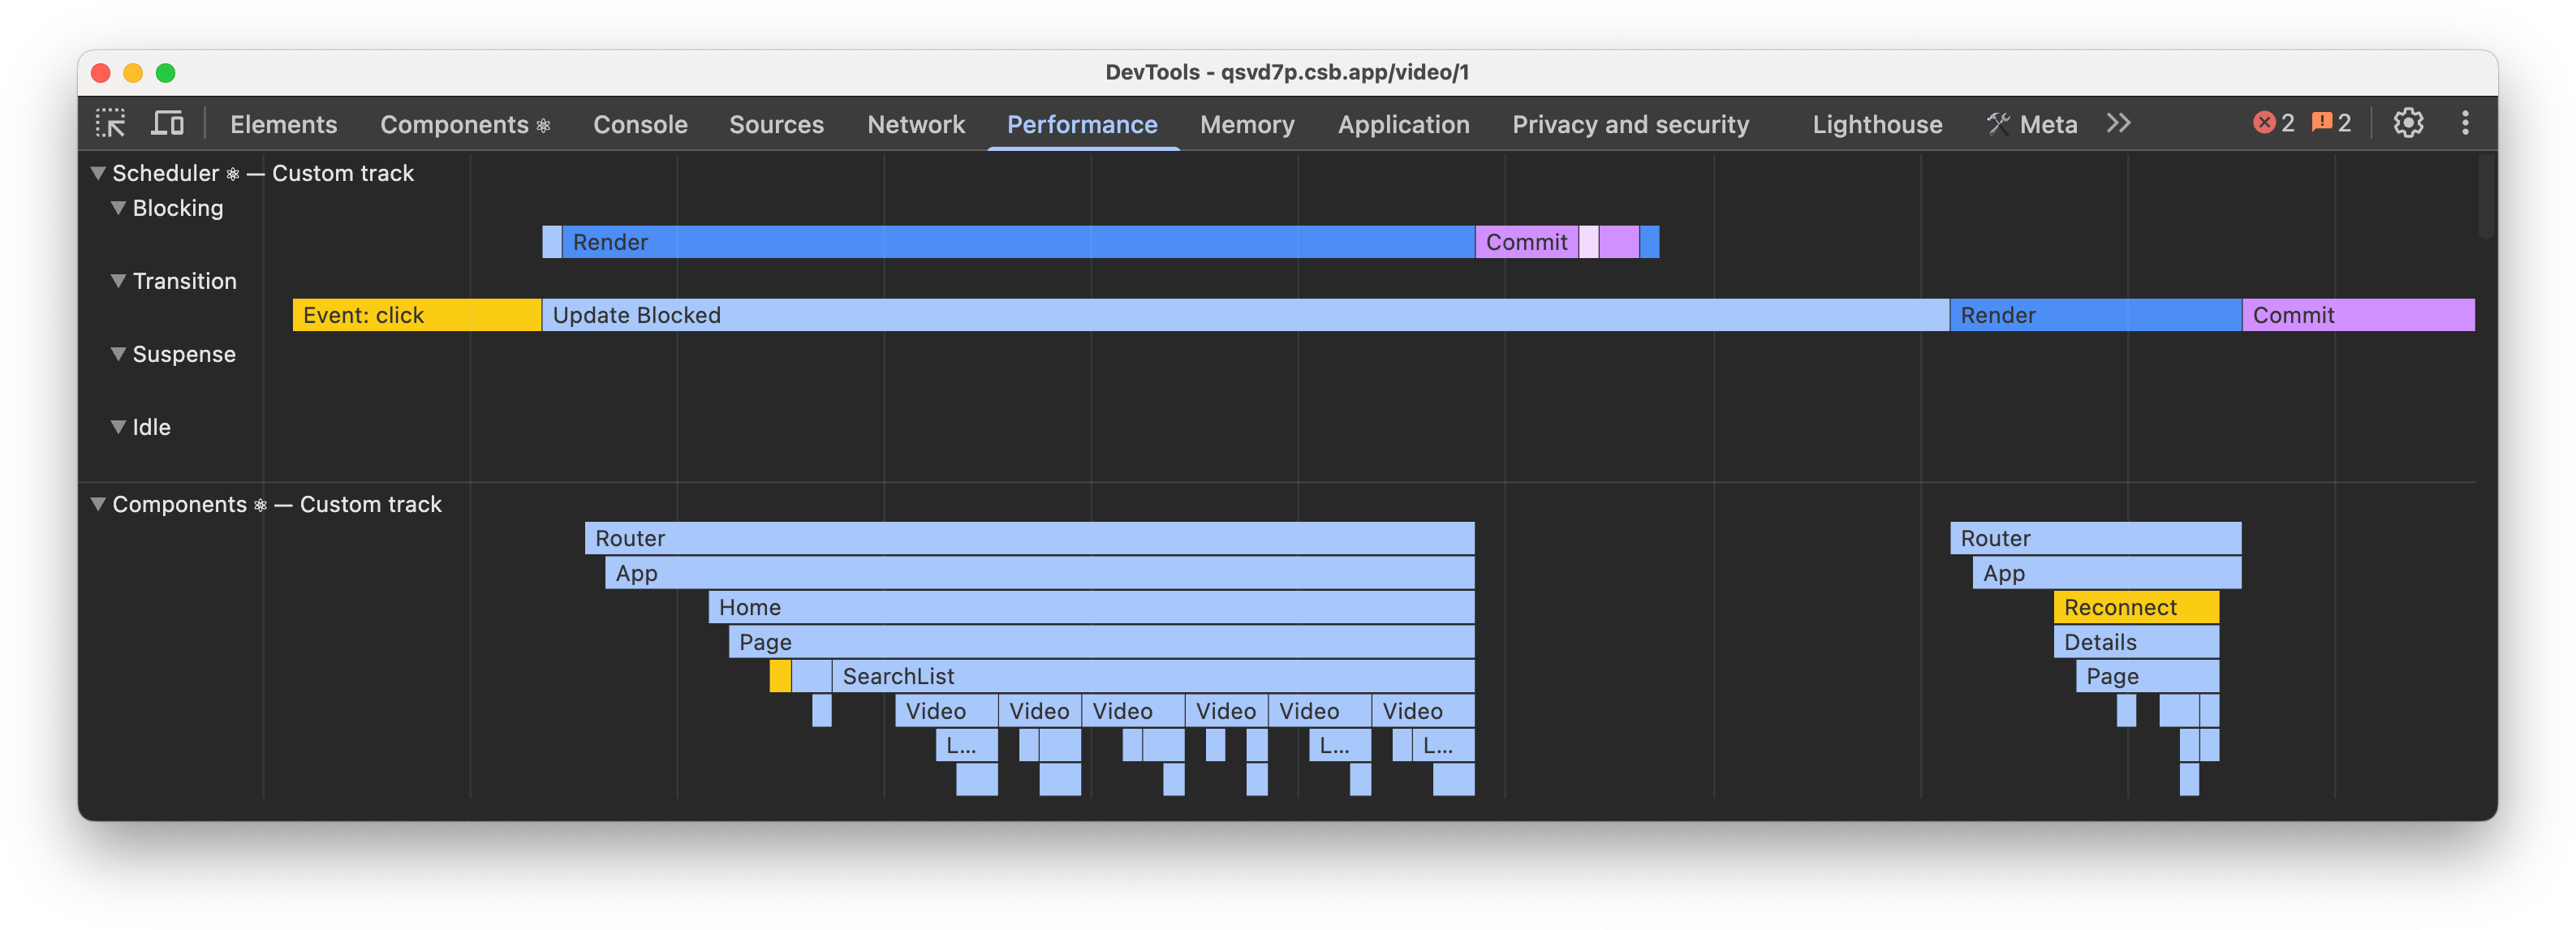 DevTools - qsvd7p.csb.app/video/1
Elements Components ⚛ Console Sources Network Performance Memory Application Privacy and security Lighthouse 🛠 Meta 2 2
Scheduler ⚛ — Custom track
Blocking
Render Commit
Transition
Event: click Update Blocked Render Commit
Suspense
Idle
Components ⚛ — Custom track
Router Router
App App
Home Reconnect
Page Details
SearchList Page
Video Video Video Video Video Video
L... L... L...